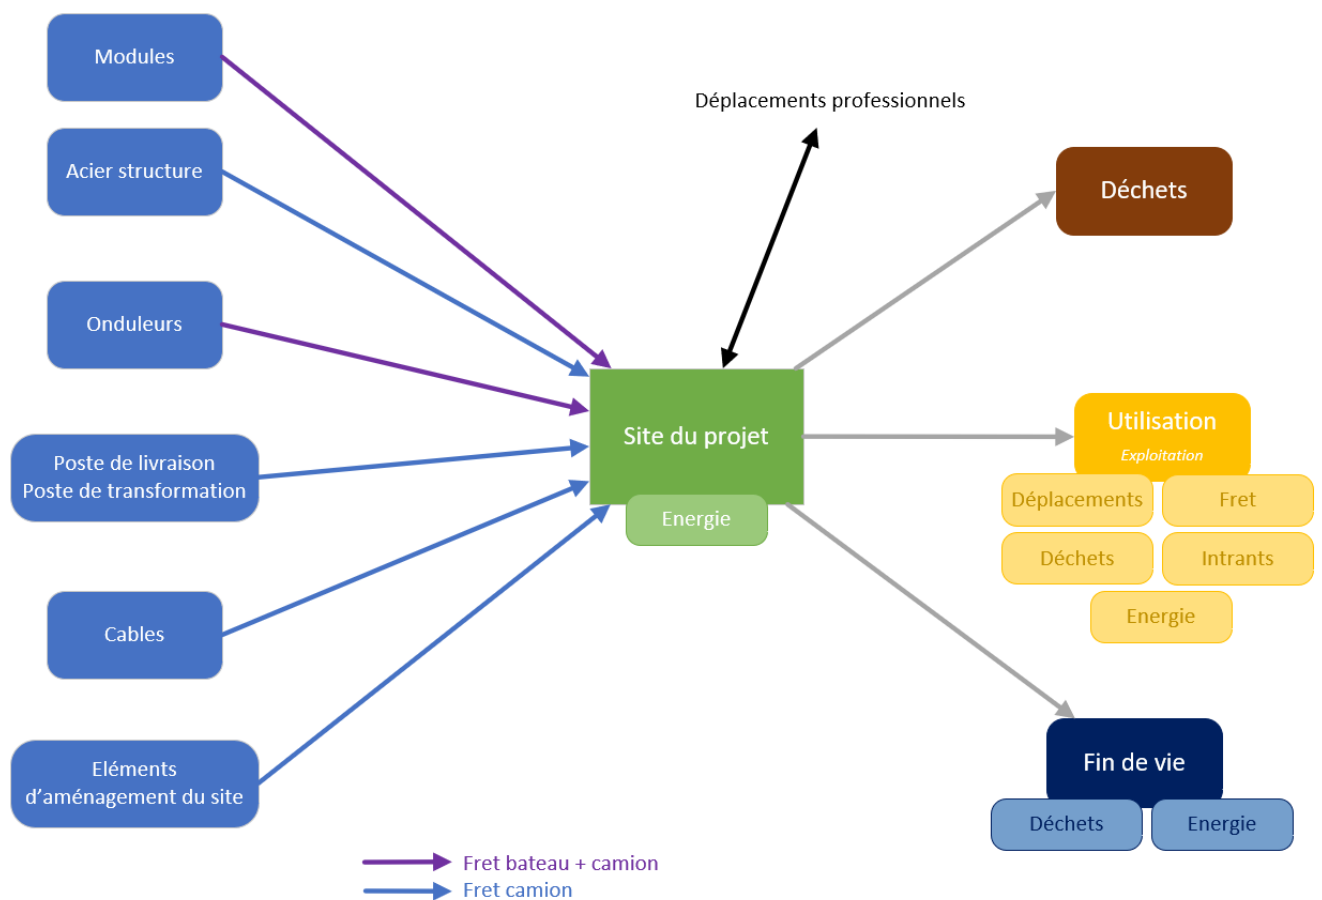 Modules
Acier structure
Onduleurs
Poste de livraison
Poste de transformation
Cables
Eléments
d’aménagement du site
Déplacements professionnels
Site du projet
Energie
Déchets
Utilisation
Exploitation
Déplacements
Fret
Déchets
Intrants
Energie
Fin de vie
Déchets
Energie
Fret bateau + camion
Fret camion